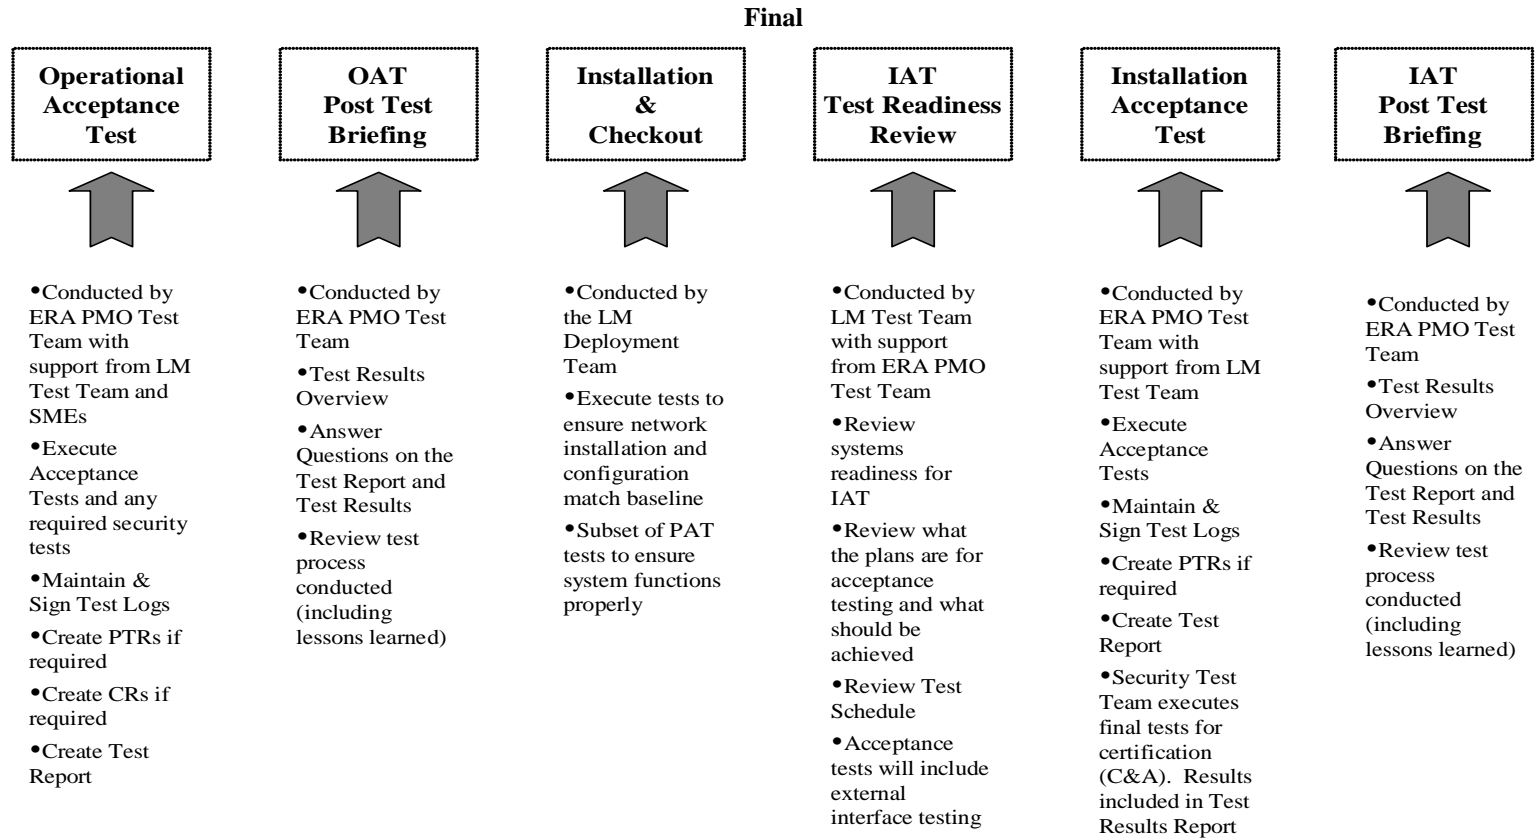 Final
Operational
Acceptance
Test
OAT
Post Test
Briefing
Installation
&
Checkout
IAT
Test Readiness
Review
Installation
Acceptance
Test
IAT
Post Test
Briefing
•Conducted by
ERA PMO Test
Team with
support from LM
Test Team and
SMEs
•Execute
Acceptance
Tests and any
required security
tests
•Maintain &
Sign Test Logs
•Create PTRs if
required
•Create CRs if
required
•Create Test
Report
•Conducted by
ERA PMO Test
Team
•Test Results
Overview
•Answer
Questions on the
Test Report and
Test Results
•Review test
process
conducted
(including
lessons learned)
•Conducted by
the LM
Deployment
Team
•Execute tests to
ensure network
installation and
configuration
match baseline
•Subset of PAT
tests to ensure
system functions
properly
•Conducted by
LM Test Team
with support
from ERA PMO
Test Team
•Review
systems
readiness for
IAT
•Review what
the plans are for
acceptance
testing and what
should be
achieved
•Review Test
Schedule
•Acceptance
tests will include
external
interface testing
•Conducted by
ERA PMO Test
Team with
support from LM
Test Team
•Execute
Acceptance
Tests
•Maintain &
Sign Test Logs
•Create PTRs if
required
•Create Test
Report
•Security Test
Team executes
final tests for
certification
(C&A).  Results
included in Test
Results Report
•Conducted by
ERA PMO Test
Team
•Test Results
Overview
•Answer
Questions on the
Test Report and
Test Results
•Review test
process
conducted
(including
lessons learned)